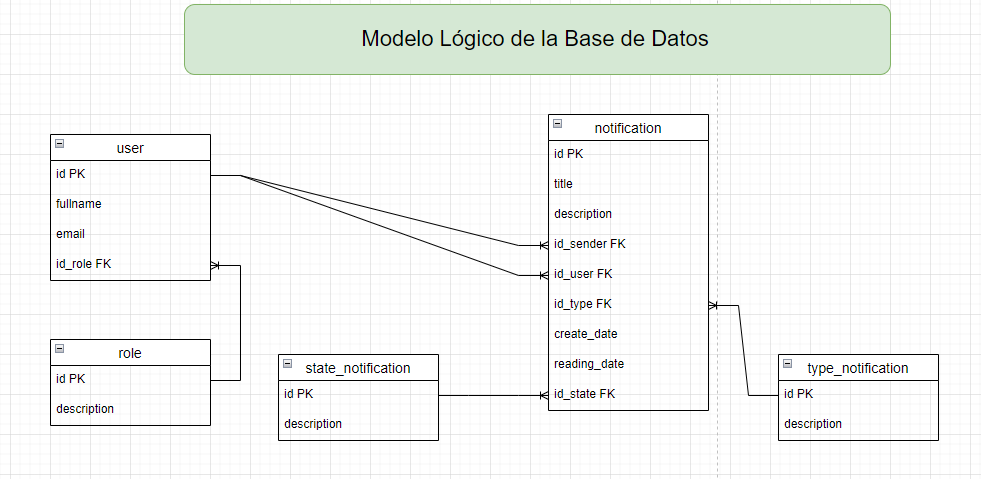 Modelo Lógico de la Base de Datos
user
id PK
fullname
email
id_role FK
role
id PK
description
state_notification
id PK
description
notification
id PK
title
description
id_sender FK
id_user FK
id_type FK
create_date
reading_date
id_state FK
type_notification
id PK
description